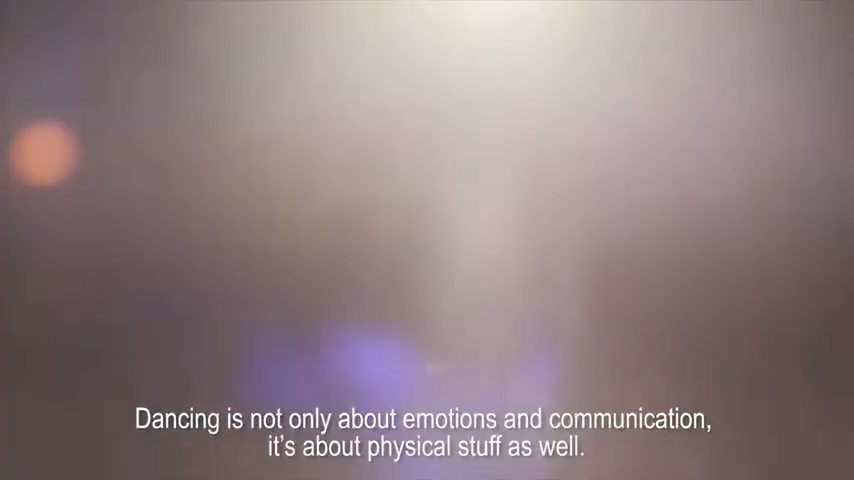 Dancing is not only about emotions and communication,
it's about physical stuff as well.